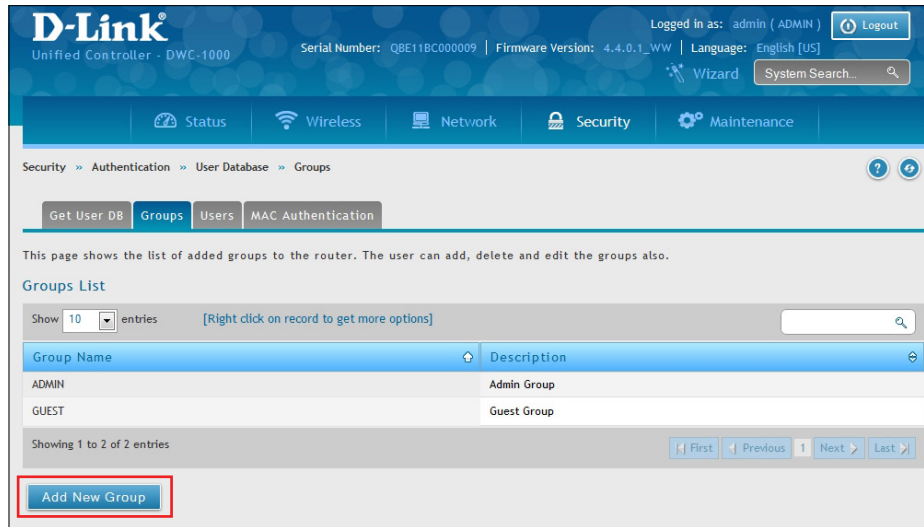 D-Link
Unified Controller - DWC-1000
Logged in as: admin ( ADMIN )
Logout
Serial Number: QBE11BC000009 | Firmware Version: 4.4.0.1_WW | Language: English [US]
Wizard
System Search...
Status
Wireless
Network
Security
Maintenance
Security » Authentication » User Database » Groups
?
Get User DB
Groups
Users
MAC Authentication
This page shows the list of added groups to the router. The user can add, delete and edit the groups also.
Groups List
Show 10 entries [Right click on record to get more options]
Group Name Description
ADMIN Admin Group
GUEST Guest Group
Showing 1 to 2 of 2 entries
First Previous 1 Next Last
Add New Group